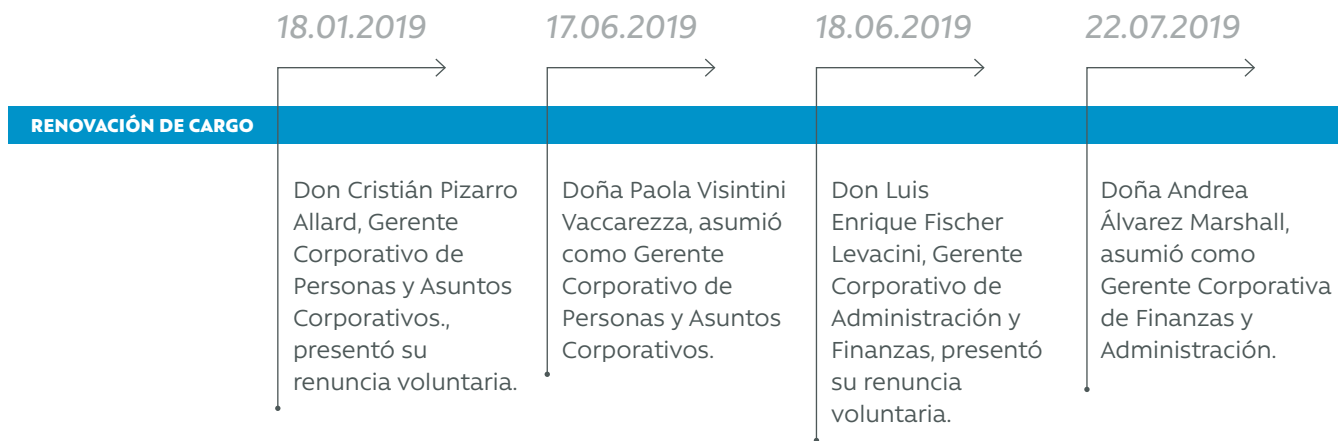 18.01.2019
17.06.2019
18.06.2019
22.07.2019
RENOVACIÓN DE CARGO
Don Cristián Pizarro
Allard, Gerente
Corporativo de
Personas y Asuntos
Corporativos.,
presentó su
renuncia voluntaria.
Doña Paola Visintini
Vaccarezza, asumió
como Gerente
Corporativo de
Personas y Asuntos
Corporativos.
Don Luis
Enrique Fischer
Levacini, Gerente
Corporativo de
Administración y
Finanzas, presentó
su renuncia
voluntaria.
Doña Andrea
Álvarez Marshall,
asumió como
Gerente Corporativa
de Finanzas y
Administración.